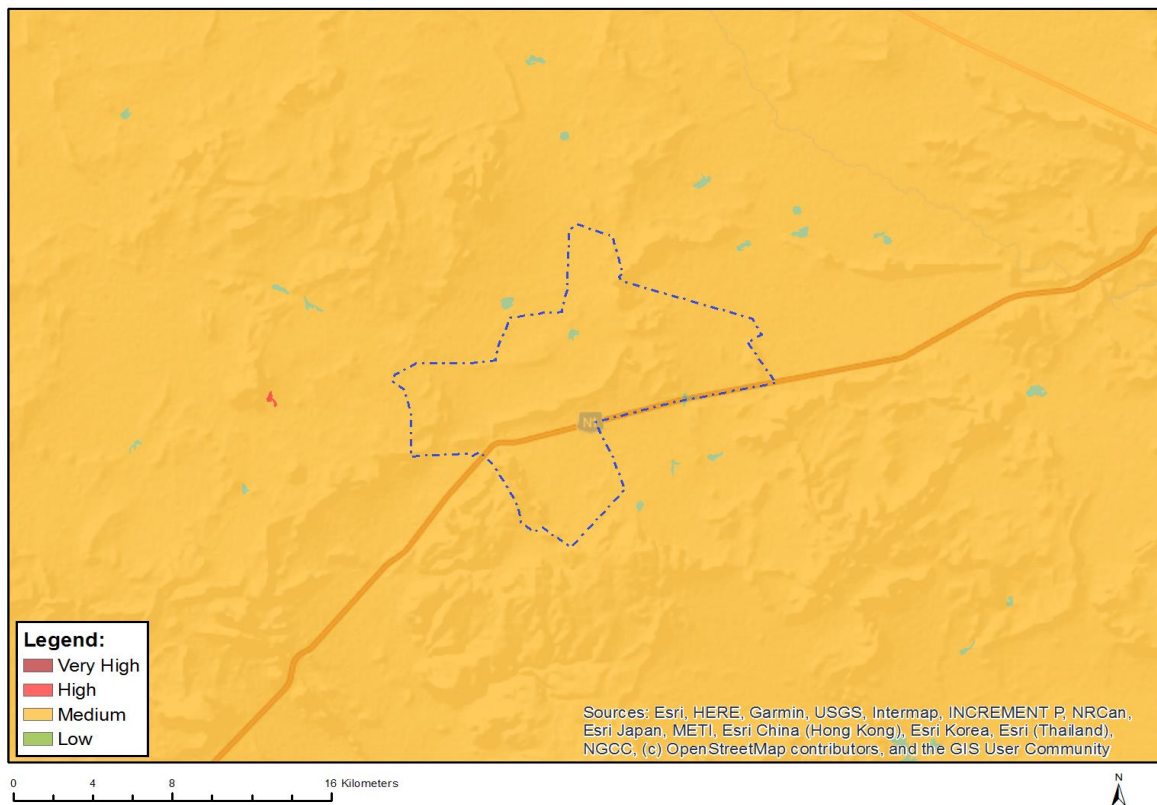 N1
Legend:
Very High
High
Medium
Low
Sources: Esri, HERE, Garmin, USGS, Intermap, INCREMENT P, NRCan,
Esri Japan, METI, Esri China (Hong Kong), Esri Korea, Esri (Thailand),
NGCC, (c) OpenStreetMap contributors, and the GIS User Community
0 4 8 16 Kilometers
N